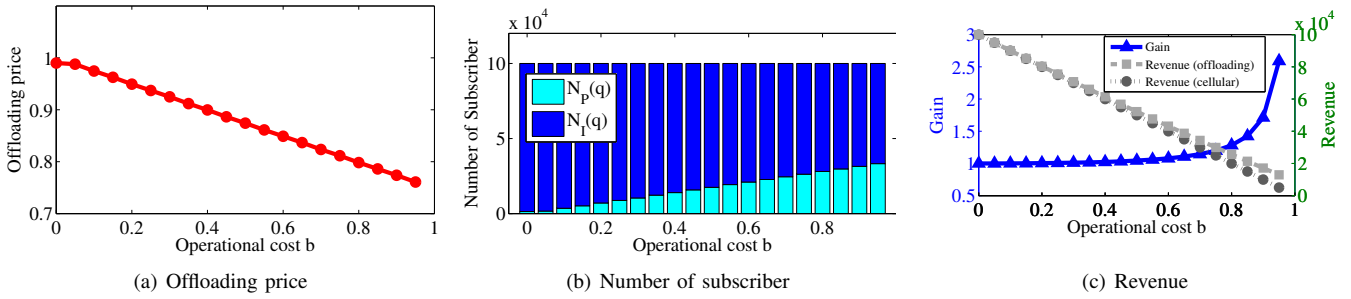 1
0.9
0.8
0.7
Offloading price
0 0.2 0.4 0.6 0.8 1
Operational cost b
(a) Offloading price
x 10^4
10
5
0
Number of Subscriber
N_P(q)
N_I(q)
0 0.2 0.4 0.6 0.8
Operational cost b
(b) Number of subscriber
3
2.5
2
1.5
1
0.5
Gain
Gain
Revenue (offloading)
Revenue (cellular)
x 10^4
10
8
6
4
2
0
Revenue
0 0.2 0.4 0.6 0.8 1
Operational cost b
(c) Revenue